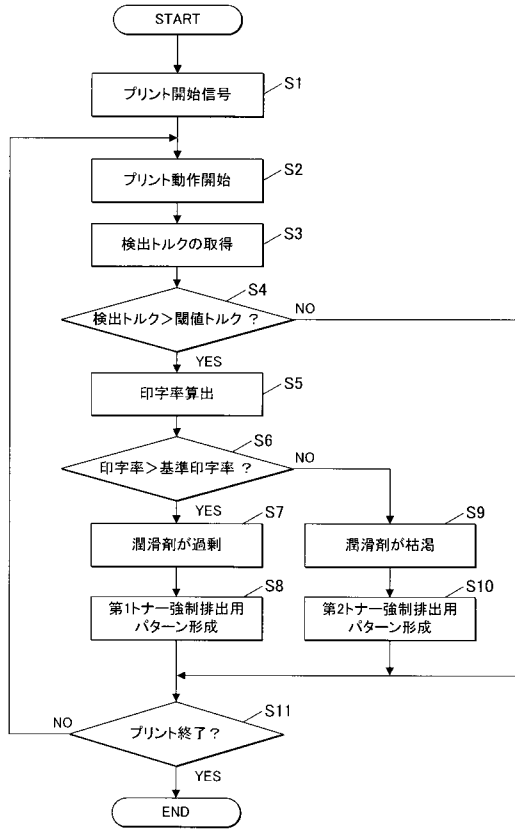 START
プリント開始信号
S1
プリント動作開始
S2
検出トルクの取得
S3
S4
検出トルク＞閾値トルク ？
NO
YES
印字率算出
S5
S6
印字率＞基準印字率 ？
NO
YES
S7
潤滑剤が過剰
S9
潤滑剤が枯渇
S8
第1トナー強制排出用
パターン形成
S10
第2トナー強制排出用
パターン形成
S11
プリント終了？
NO
YES
END